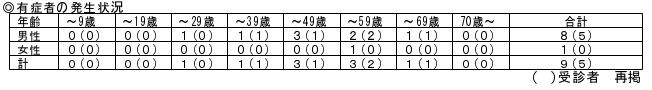 ◎有症者の発生状況
年齢 ～9歳 ～19歳 ～29歳 ～39歳 ～49歳 ～59歳 ～69歳 70歳～ 合計
男性 0(0) 0(0) 1(0) 1(1) 3(1) 2(2) 1(1) 0(0) 8(5)
女性 0(0) 0(0) 0(0) 0(0) 0(0) 1(0) 0(0) 0(0) 1(0)
計 0(0) 0(0) 1(0) 1(1) 3(1) 3(2) 1(1) 0(0) 9(5)
(　)受診者　再掲